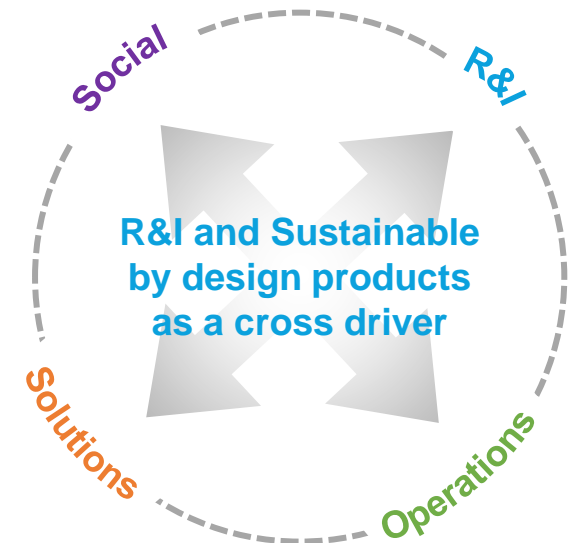 Social
R&I
R&I and Sustainable
by design products
as a cross driver
Solutions
Operations